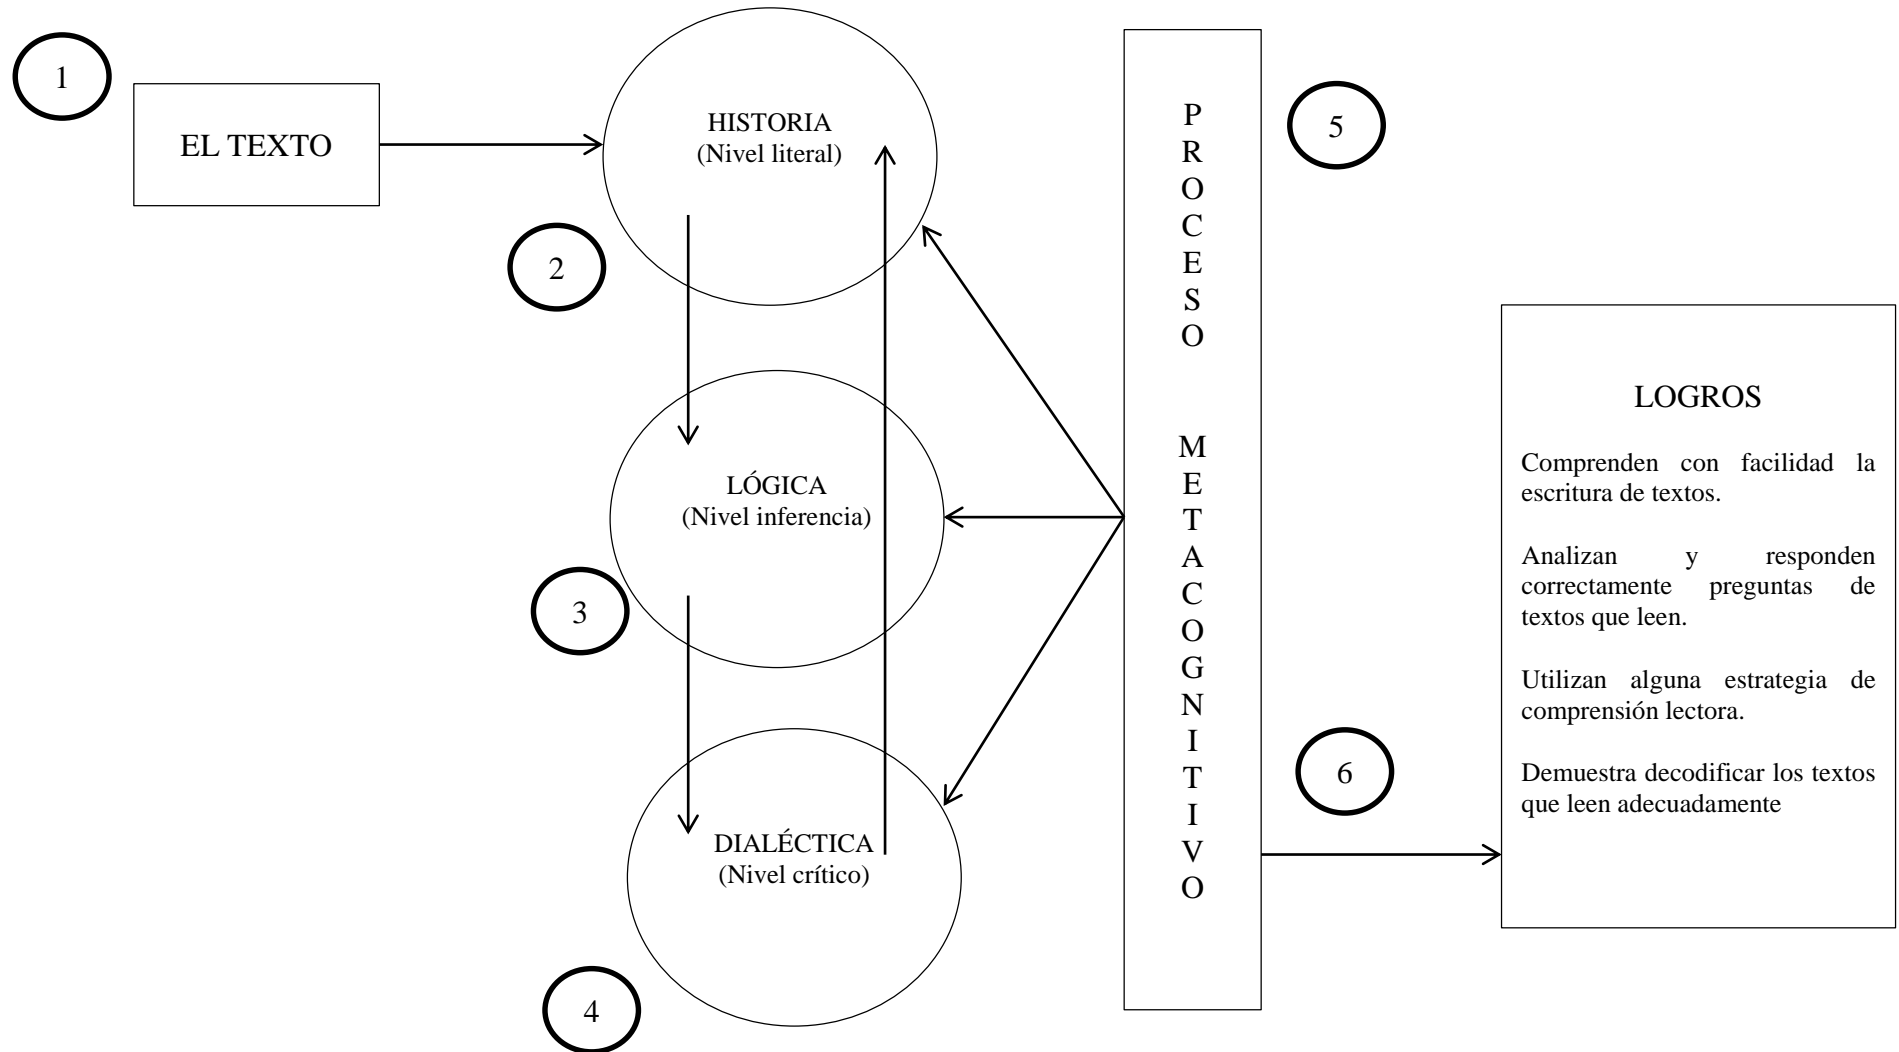 1
EL TEXTO
HISTORIA
(Nivel literal)
2
LÓGICA
(Nivel inferencia)
3
DIALÉCTICA
(Nivel crítico)
4
PROCESO METACOGNITIVO
5
6
LOGROS
Comprenden con facilidad la
escritura de textos.
Analizan y responden
correctamente preguntas de
textos que leen.
Utilizan alguna estrategia de
comprensión lectora.
Demuestra decodificar los textos
que leen adecuadamente